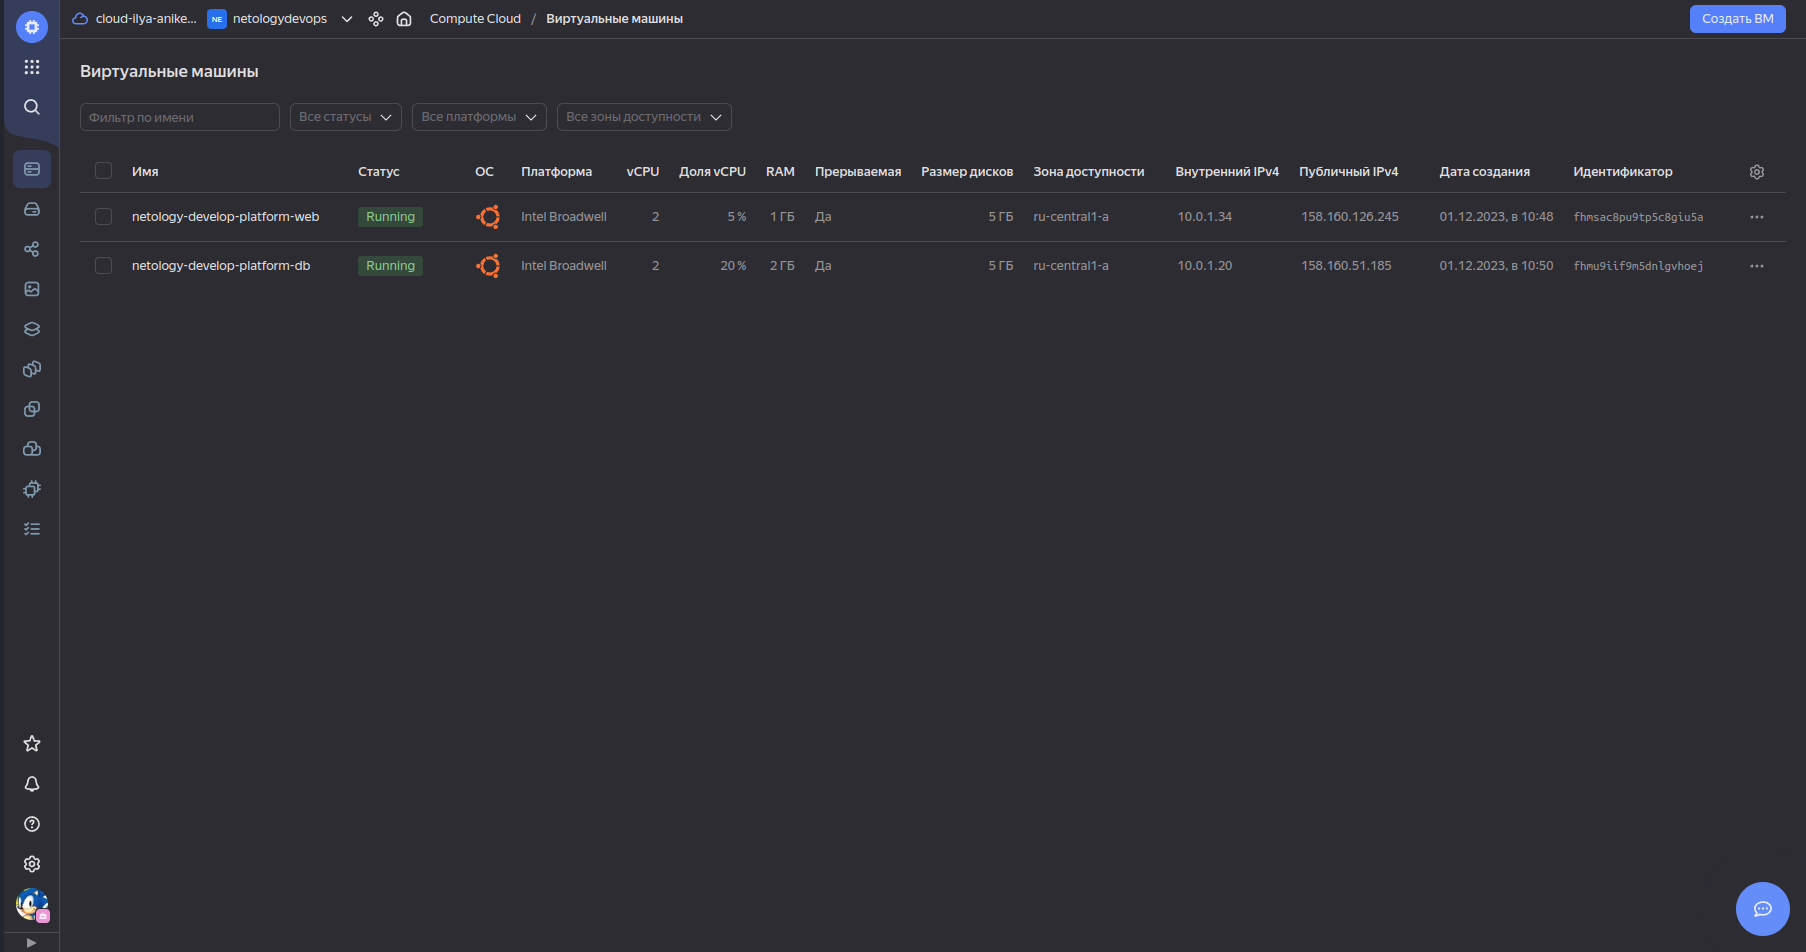 cloud-ilya-anike... NE netologydevops Compute Cloud / Виртуальные машины Создать ВМ
Виртуальные машины
Фильтр по имени Все статусы Все платформы Все зоны доступности
Имя Статус ОС Платформа vCPU Доля vCPU RAM Прерываемая Размер дисков Зона доступности Внутренний IPv4 Публичный IPv4 Дата создания Идентификатор
netology-develop-platform-web Running Intel Broadwell 2 5 % 1 ГБ Да 5 ГБ ru-central1-a 10.0.1.34 158.160.126.245 01.12.2023, в 10:48 fhmsac8pu9tp5c8giu5a
netology-develop-platform-db Running Intel Broadwell 2 20 % 2 ГБ Да 5 ГБ ru-central1-a 10.0.1.20 158.160.51.185 01.12.2023, в 10:50 fhmu9iif9m5dnlgvhoej